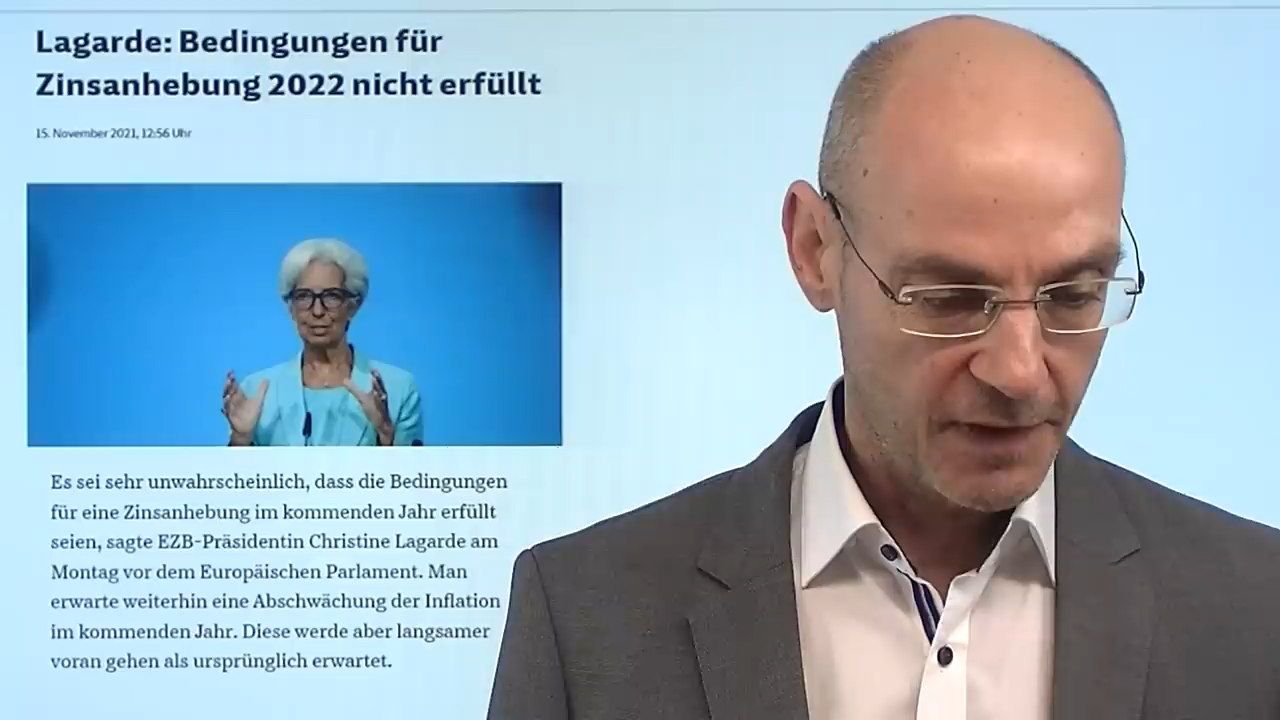 Lagarde: Bedingungen für
Zinsanhebung 2022 nicht erfüllt
15. November 2021, 12:56 Uhr
Es sei sehr unwahrscheinlich, dass die Bedingungen
für eine Zinsanhebung im kommenden Jahr erfüllt
seien, sagte EZB-Präsidentin Christine Lagarde am
Montag vor dem Europäischen Parlament. Man
erwarte weiterhin eine Abschwächung der Inflation
im kommenden Jahr. Diese werde aber langsamer
voran gehen als ursprünglich erwartet.